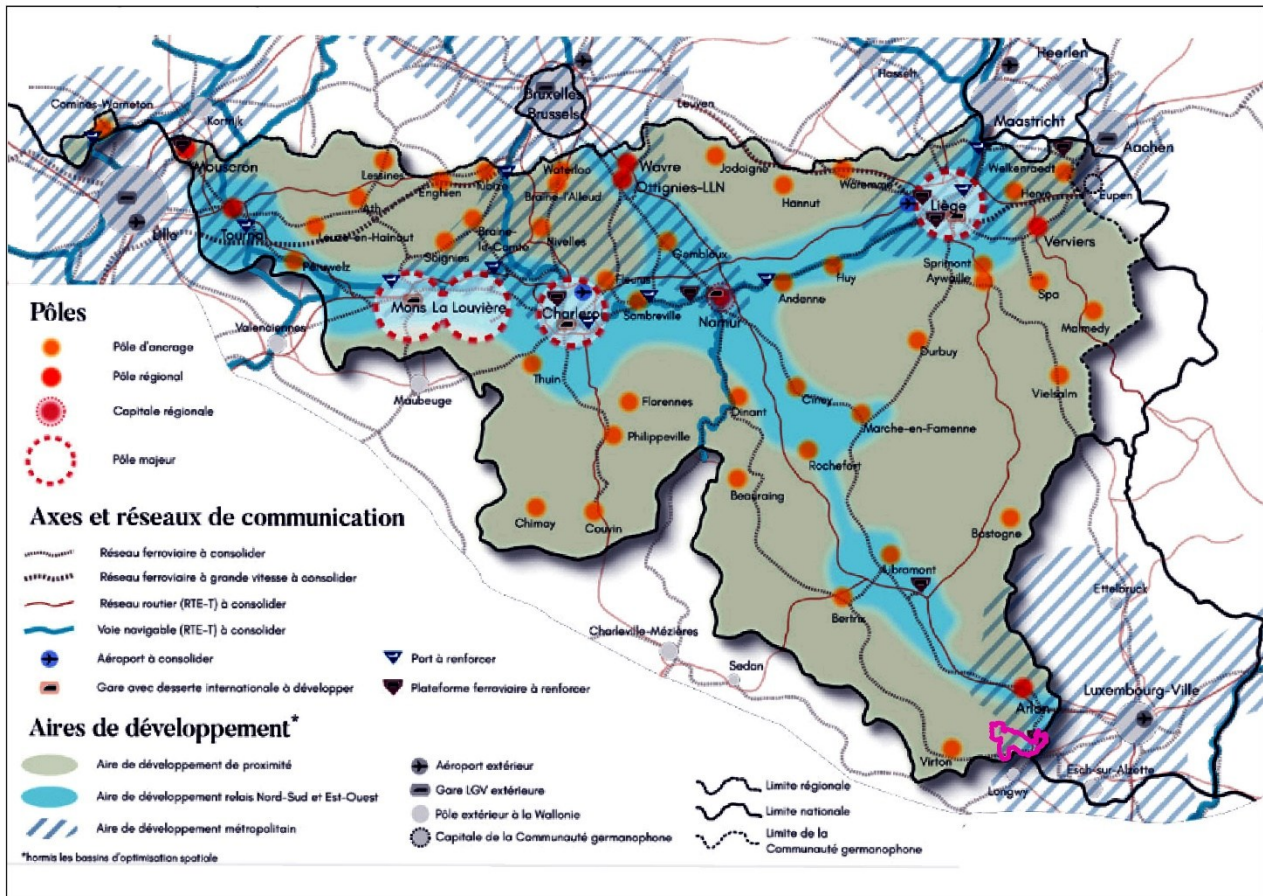 Heerlen
Hasselt
Bruxelles
Brussels
Leuven
Comines-Warneton
Kortrijk
Maastricht
Aachen
Mouscron
Lessines
Enghien
Tubize
Waterloo
Wavre
Jodoigne
Welkenraedt
Waremme
Herve
Eupen
Braine-l'Alleud
Ottignies-LLN
Hannut
Liège
Ath
Lille
Tournai
Leuze-en-Hainaut
Braine-
le-Comte
Nivelles
Verviers
Soignies
Gembloux
Péruwelz
Fleurus
Huy
Sprimont
Aywaille
Andenne
Spa
Mons La Louvière
Charleroi
Sambreville
Namur
Malmedy
Valenciennes
Durbuy
Thuin
Vielsalm
Maubeuge
Florennes
Dinant
Ciney
Marche-en-Famenne
Philippeville
Rochefort
Beauraing
Chimay
Couvin
Bastogne
Libramont
Ettelbruck
Bertrix
Charleville-Mézières
Sedan
Luxembourg-Ville
Arlon
Virton
Esch-sur-Alzette
Longwy
Pôles
Pôle d'ancrage
Pôle régional
Capitale régionale
Pôle majeur
Axes et réseaux de communication
Réseau ferroviaire à consolider
Réseau ferroviaire à grande vitesse à consolider
Réseau routier (RTE-T) à consolider
Voie navigable (RTE-T) à consolider
Aéroport à consolider
Port à renforcer
Gare avec desserte internationale à développer
Plateforme ferroviaire à renforcer
Aires de développement*
Aire de développement de proximité
Aire de développement relais Nord-Sud et Est-Ouest
Aire de développement métropolitain
*hormis les bassins d'optimisation spatiale
Aéroport extérieur
Gare LGV extérieure
Pôle extérieur à la Wallonie
Capitale de la Communauté germanophone
Limite régionale
Limite nationale
Limite de la
Communauté germanophone